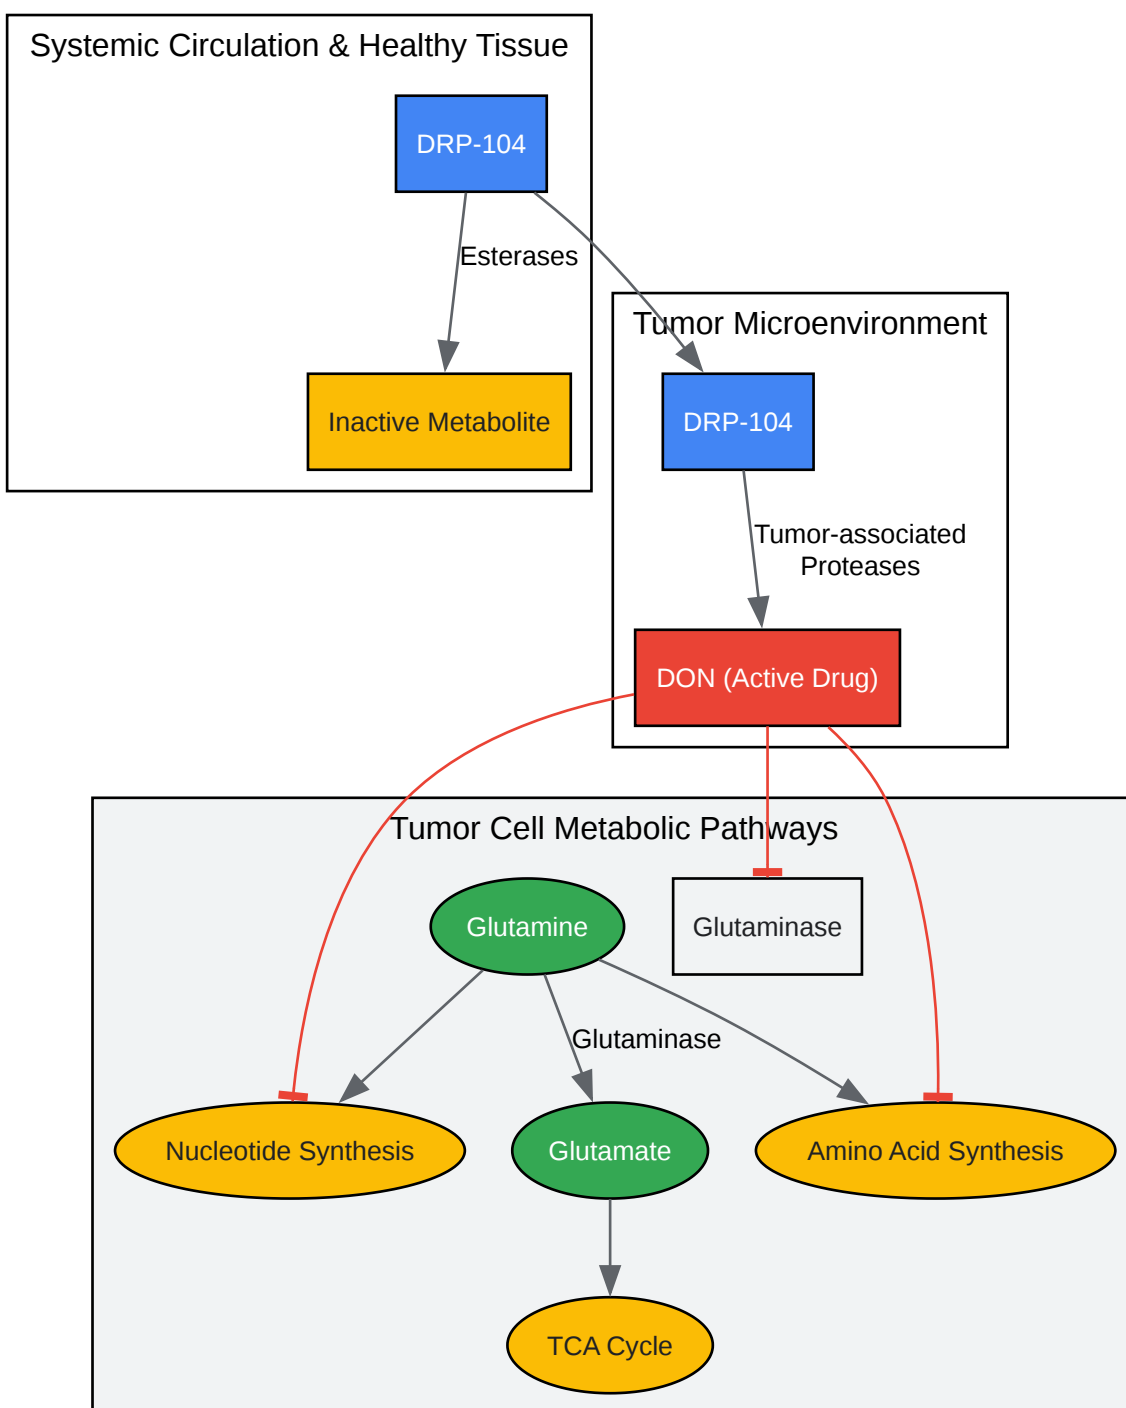 Systemic Circulation & Healthy Tissue
DRP-104
Esterases
Inactive Metabolite
Tumor Microenvironment
DRP-104
Tumor-associated
Proteases
DON (Active Drug)
Tumor Cell Metabolic Pathways
Glutamine
Glutaminase
Glutaminase
Nucleotide Synthesis
Glutamate
Amino Acid Synthesis
TCA Cycle